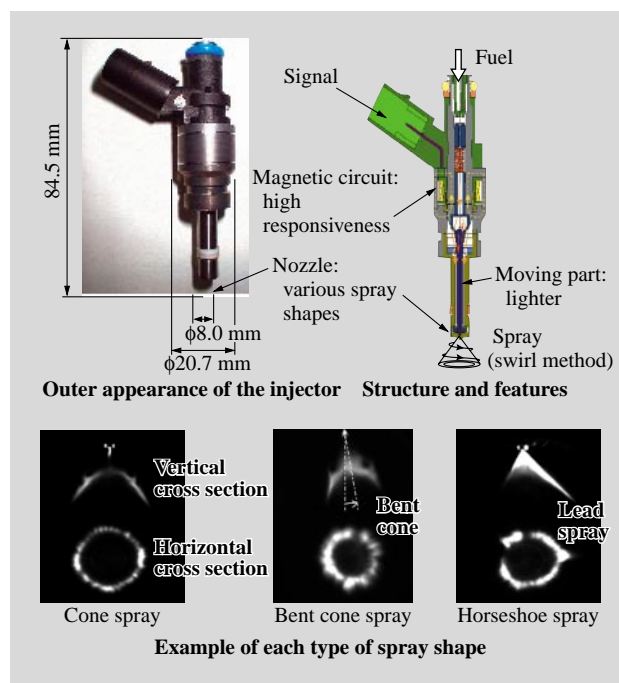 84.5 mm
ϕ8.0 mm
ϕ20.7 mm
Fuel
Signal
Magnetic circuit:
high
responsiveness
Nozzle:
various spray
shapes
Moving part:
lighter
Spray
(swirl method)
Outer appearance of the injector
Structure and features
Vertical
cross section
Horizontal
cross section
Cone spray
Bent
cone
Bent cone spray
Lead
spray
Horseshoe spray
Example of each type of spray shape